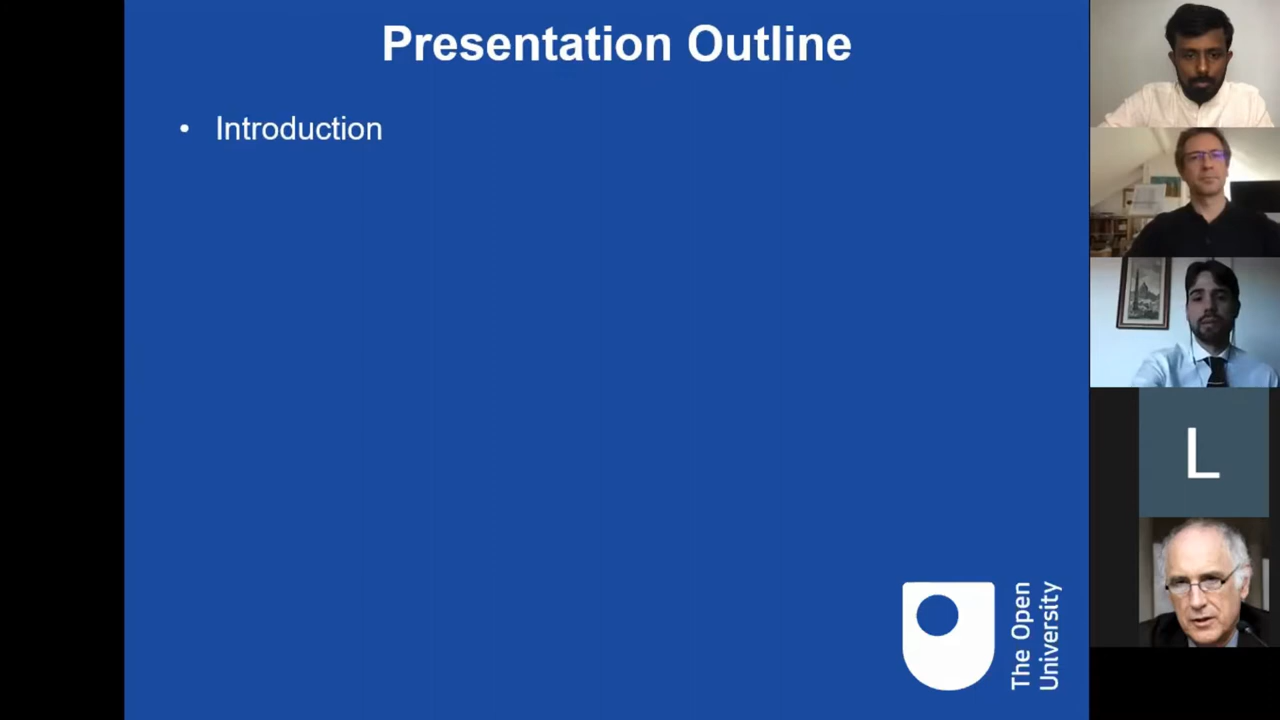 Presentation Outline
• Introduction
L
The Open
University